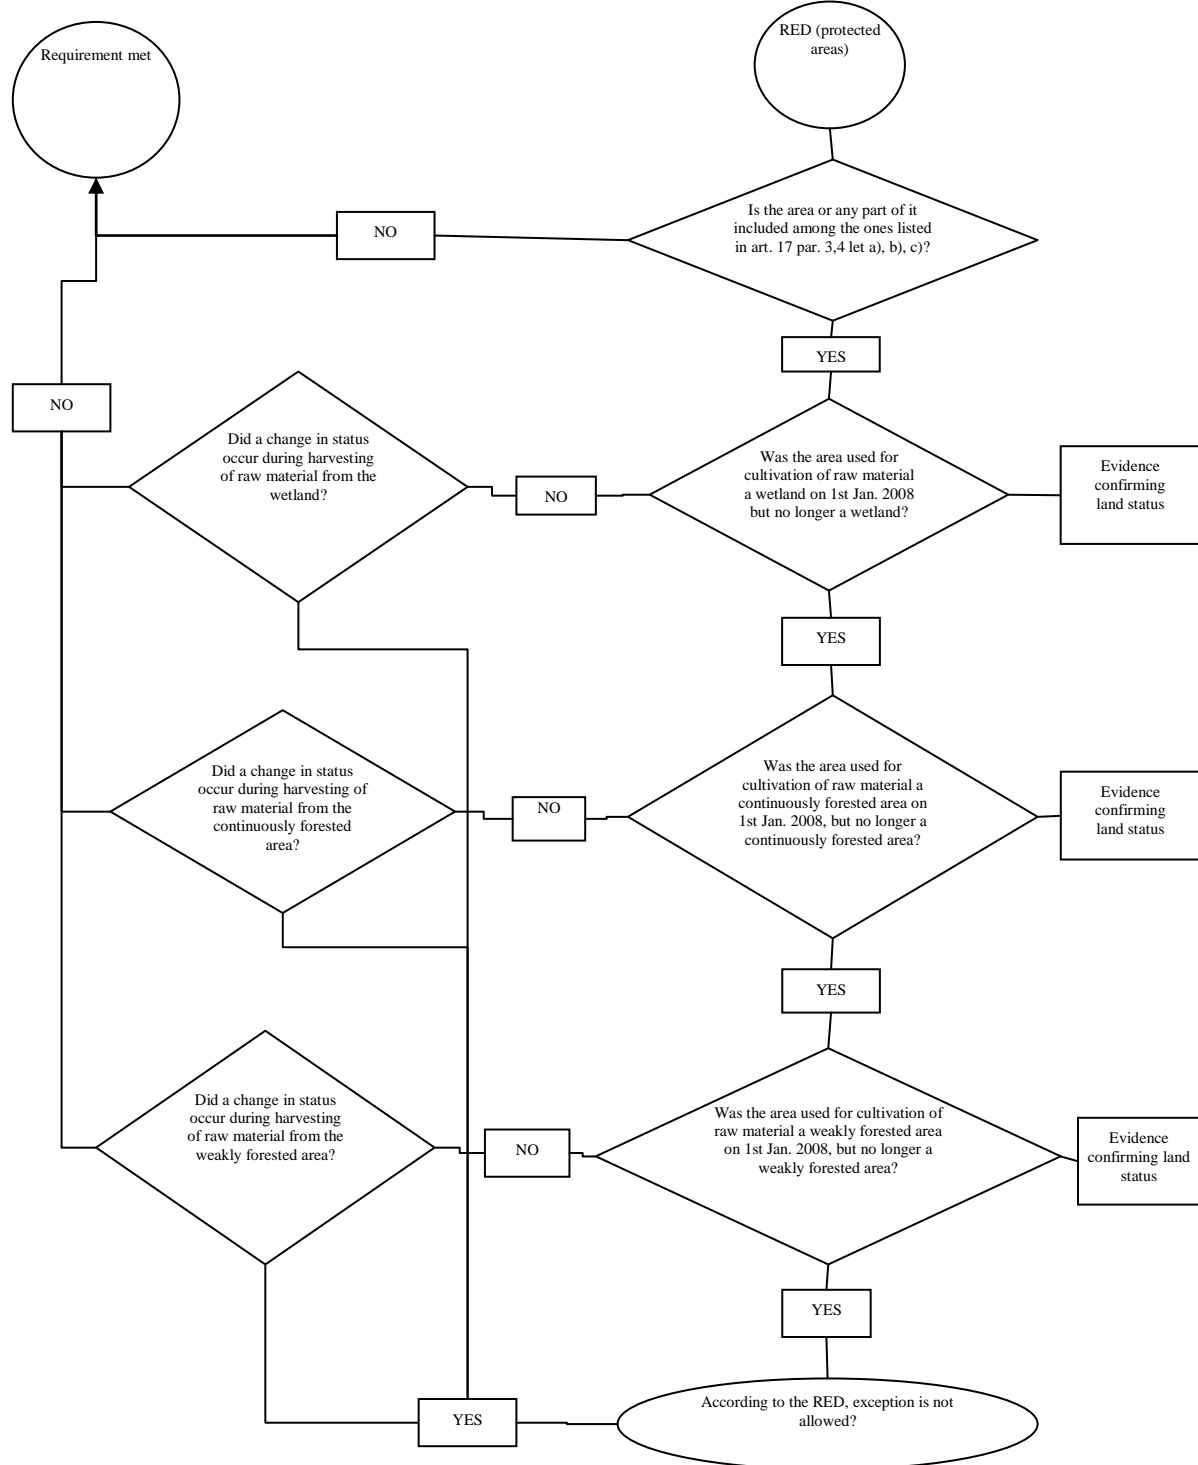 Requirement met
RED (protected
areas)
Is the area or any part of it
included among the ones listed
in art. 17 par. 3,4 let a), b), c)?
NO
YES
NO
Did a change in status
occur during harvesting
of raw material from the
wetland?
NO
Was the area used for
cultivation of raw material
a wetland on 1st Jan. 2008
but no longer a wetland?
Evidence
confirming
land status
YES
Did a change in status
occur during harvesting of
raw material from the
continuously forested
area?
NO
Was the area used for
cultivation of raw material a
continuously forested area on
1st Jan. 2008, but no longer a
continuously forested area?
Evidence
confirming
land status
YES
Did a change in status
occur during harvesting
of raw material from the
weakly forested area?
NO
Was the area used for cultivation of
raw material a weakly forested area
on 1st Jan. 2008, but no longer a
weakly forested area?
Evidence
confirming land
status
YES
YES
According to the RED, exception is not
allowed?